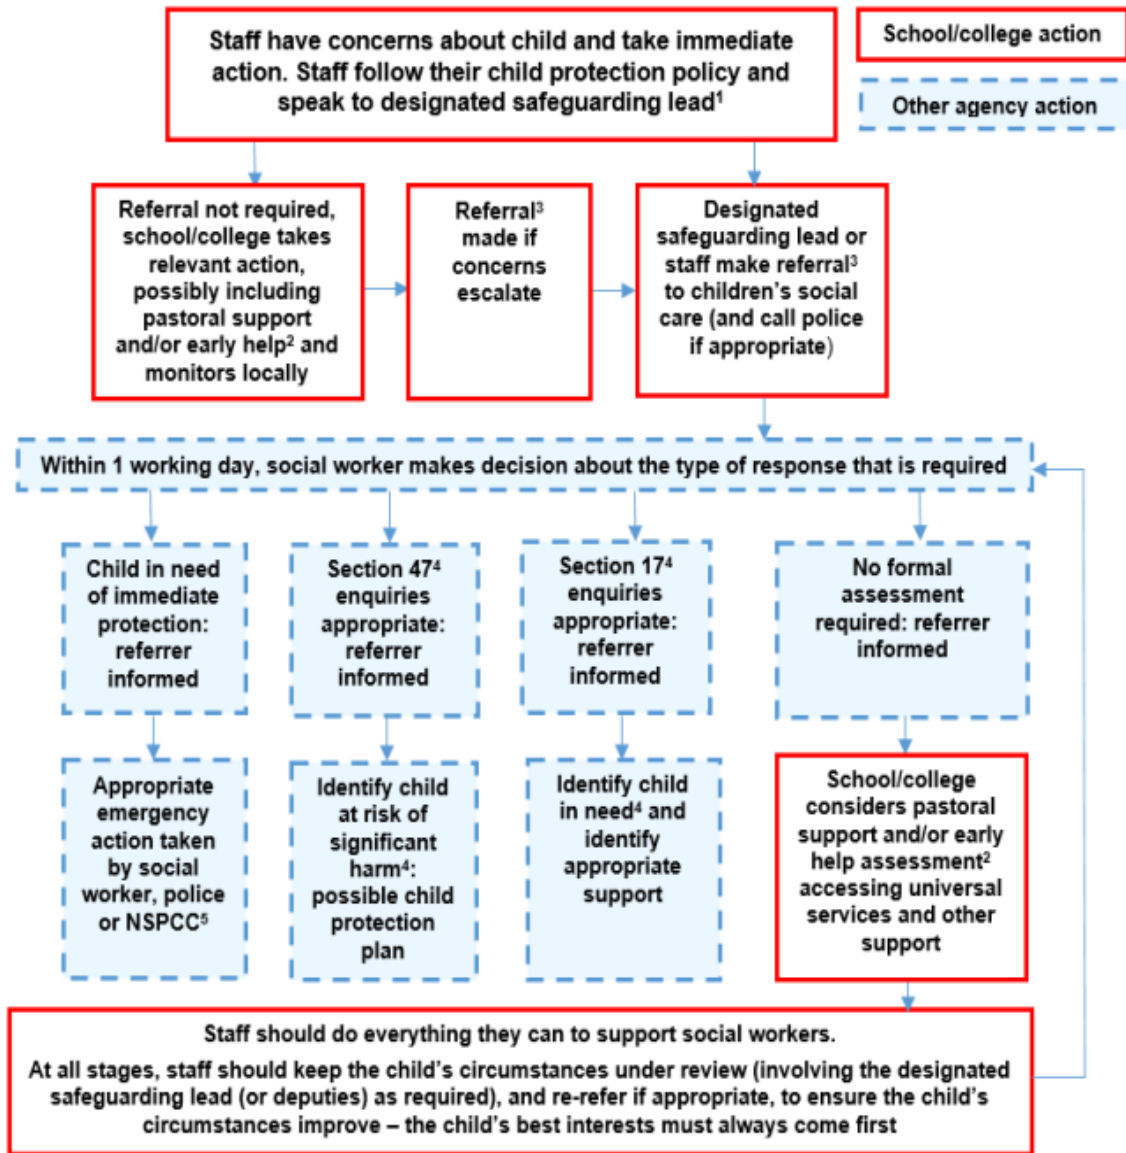 Staff have concerns about child and take immediate
action. Staff follow their child protection policy and
speak to designated safeguarding lead¹
School/college action
Other agency action
Referral not required,
school/college takes
relevant action,
possibly including
pastoral support
and/or early help² and
monitors locally
Referral³
made if
concerns
escalate
Designated
safeguarding lead or
staff make referral³
to children’s social
care (and call police
if appropriate)
Within 1 working day, social worker makes decision about the type of response that is required
Child in need
of immediate
protection:
referrer
informed
Section 47⁴
enquiries
appropriate:
referrer
informed
Section 17⁴
enquiries
appropriate:
referrer
informed
No formal
assessment
required: referrer
informed
Appropriate
emergency
action taken
by social
worker, police
or NSPCC⁵
Identify child
at risk of
significant
harm⁴:
possible child
protection
plan
Identify child
in need⁴ and
identify
appropriate
support
School/college
considers pastoral
support and/or early
help assessment²
accessing universal
services and other
support
Staff should do everything they can to support social workers.
At all stages, staff should keep the child’s circumstances under review (involving the designated
safeguarding lead (or deputies) as required), and re-refer if appropriate, to ensure the child’s
circumstances improve – the child’s best interests must always come first